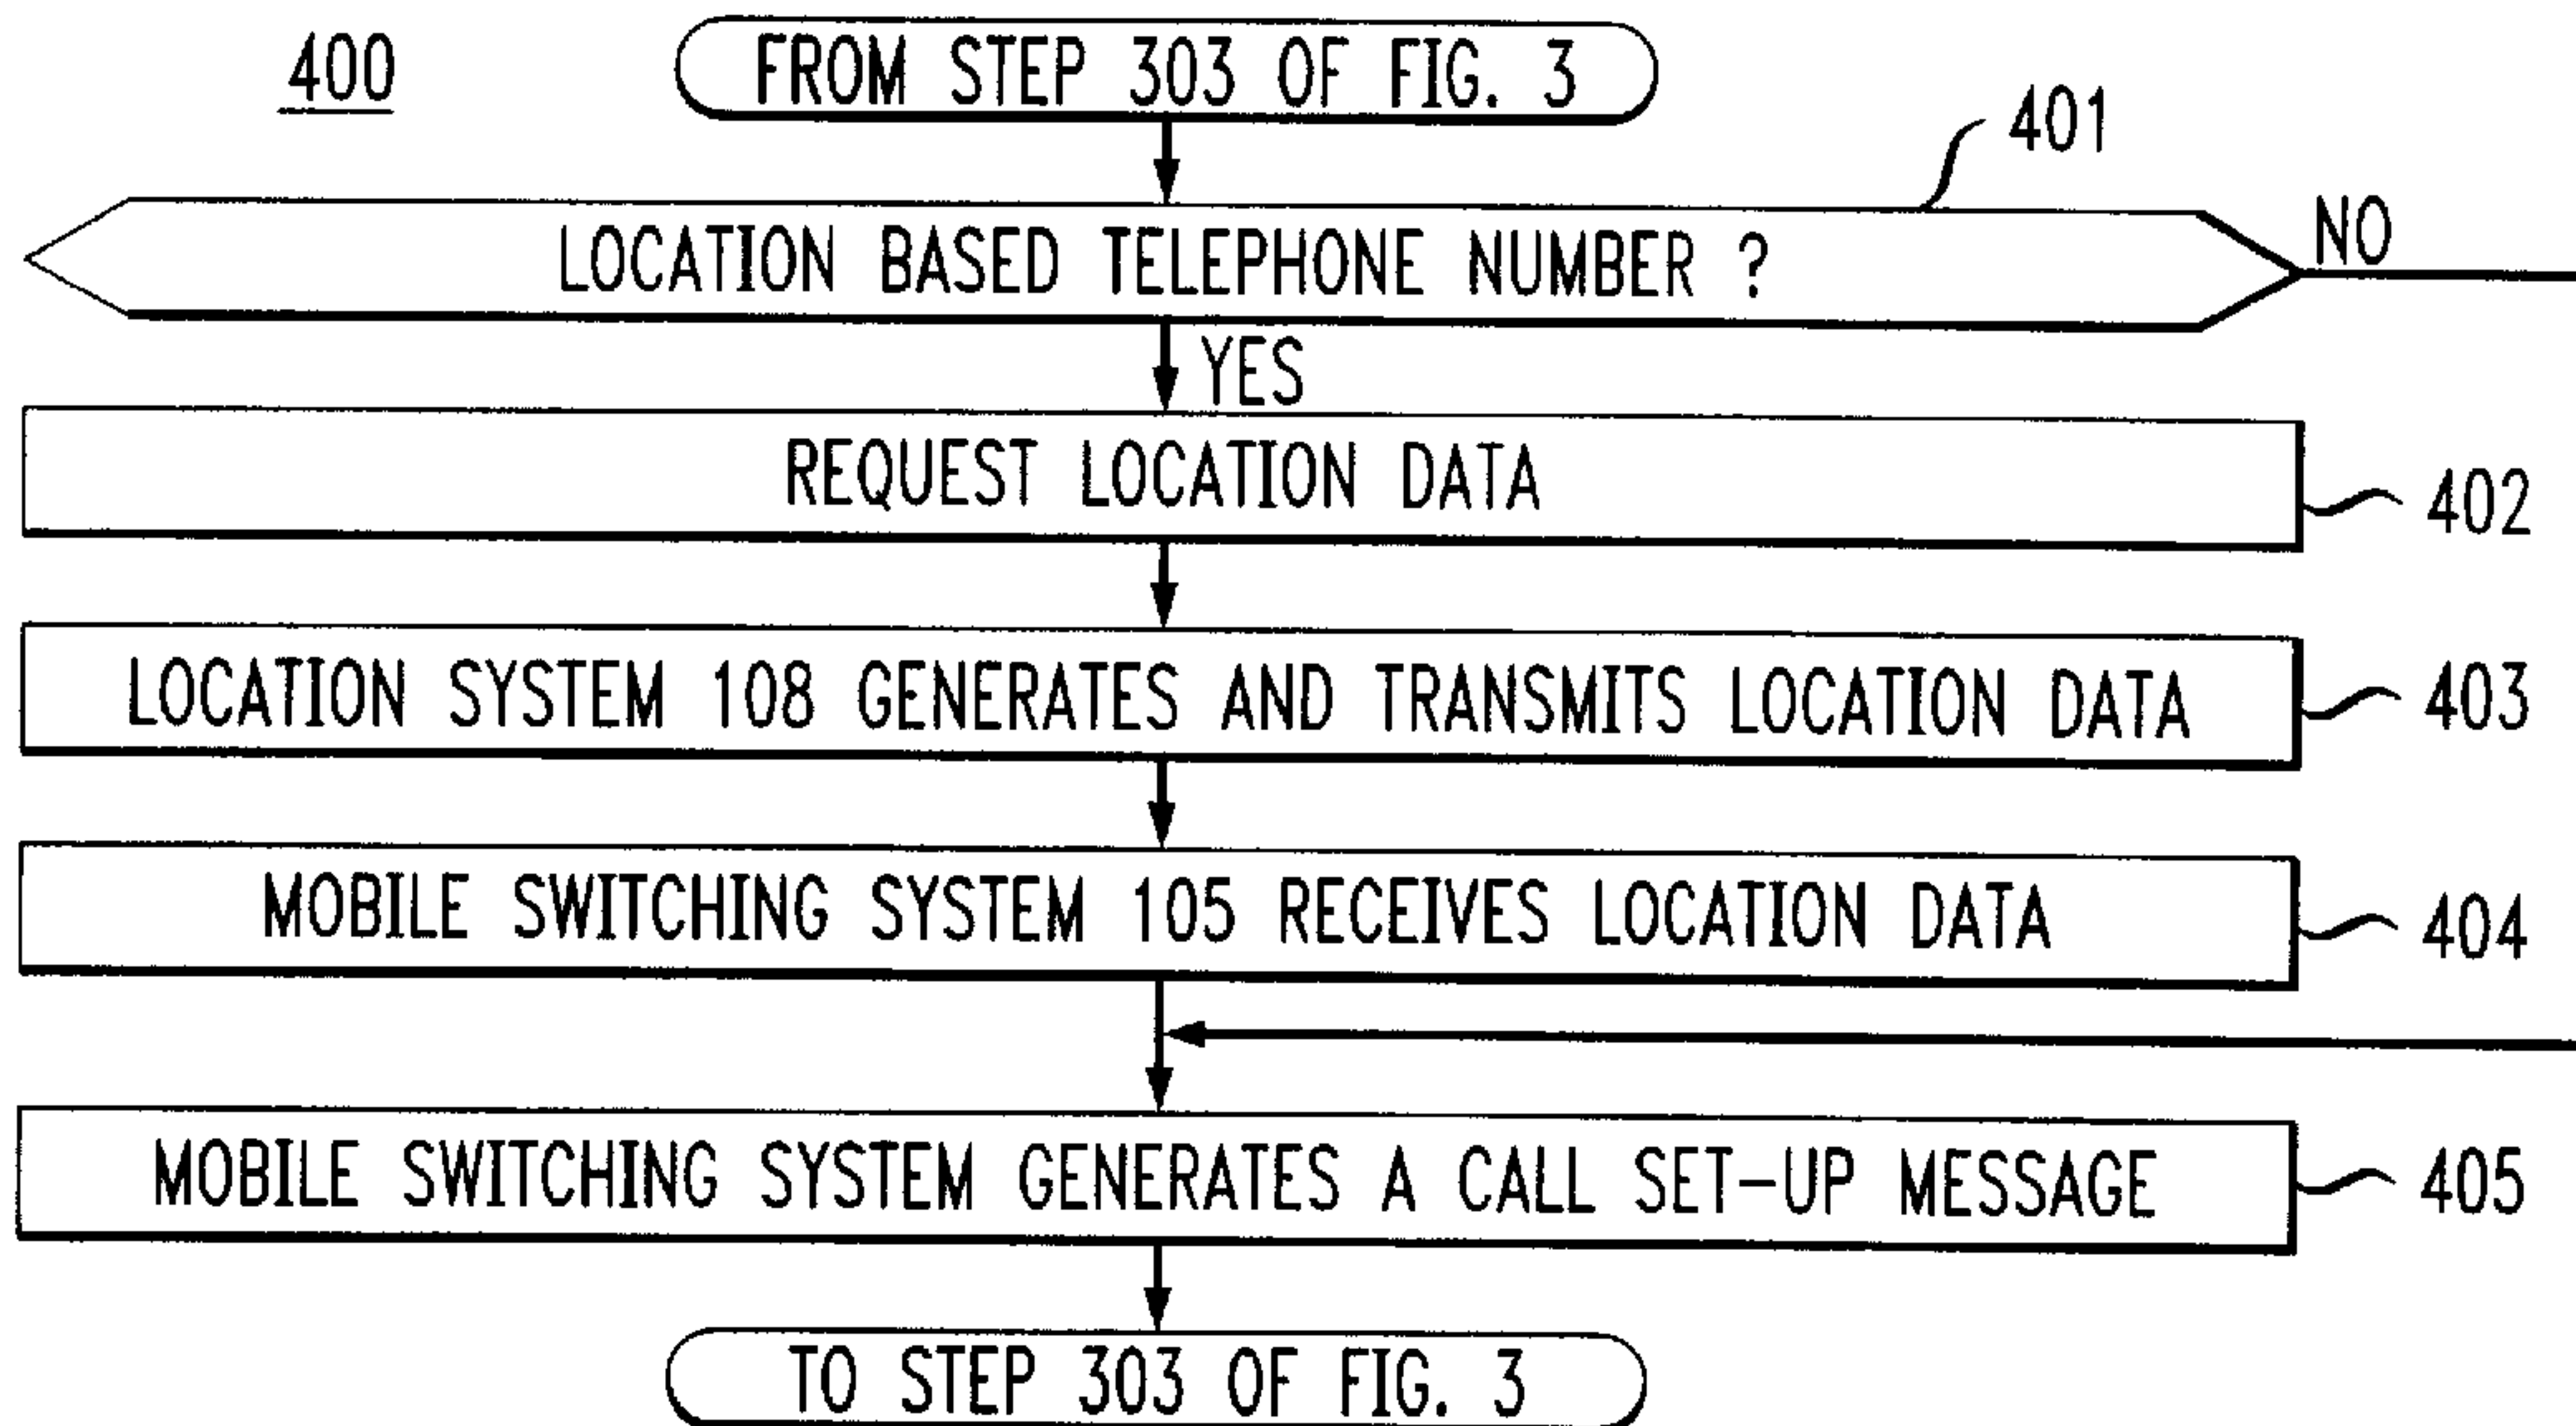 400
FROM STEP 303 OF FIG. 3
401
LOCATION BASED TELEPHONE NUMBER ?
NO
YES
REQUEST LOCATION DATA
402
LOCATION SYSTEM 108 GENERATES AND TRANSMITS LOCATION DATA
403
MOBILE SWITCHING SYSTEM 105 RECEIVES LOCATION DATA
404
MOBILE SWITCHING SYSTEM GENERATES A CALL SET-UP MESSAGE
405
TO STEP 303 OF FIG. 3